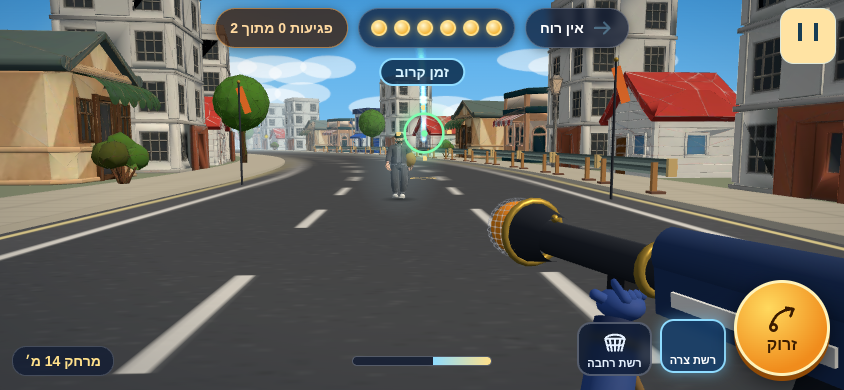 אין רוח
פגיעות 0 מתוך 2
זמן קרוב
מרחק 14 מ׳
רשת רחבה
רשת צרה
זרוק